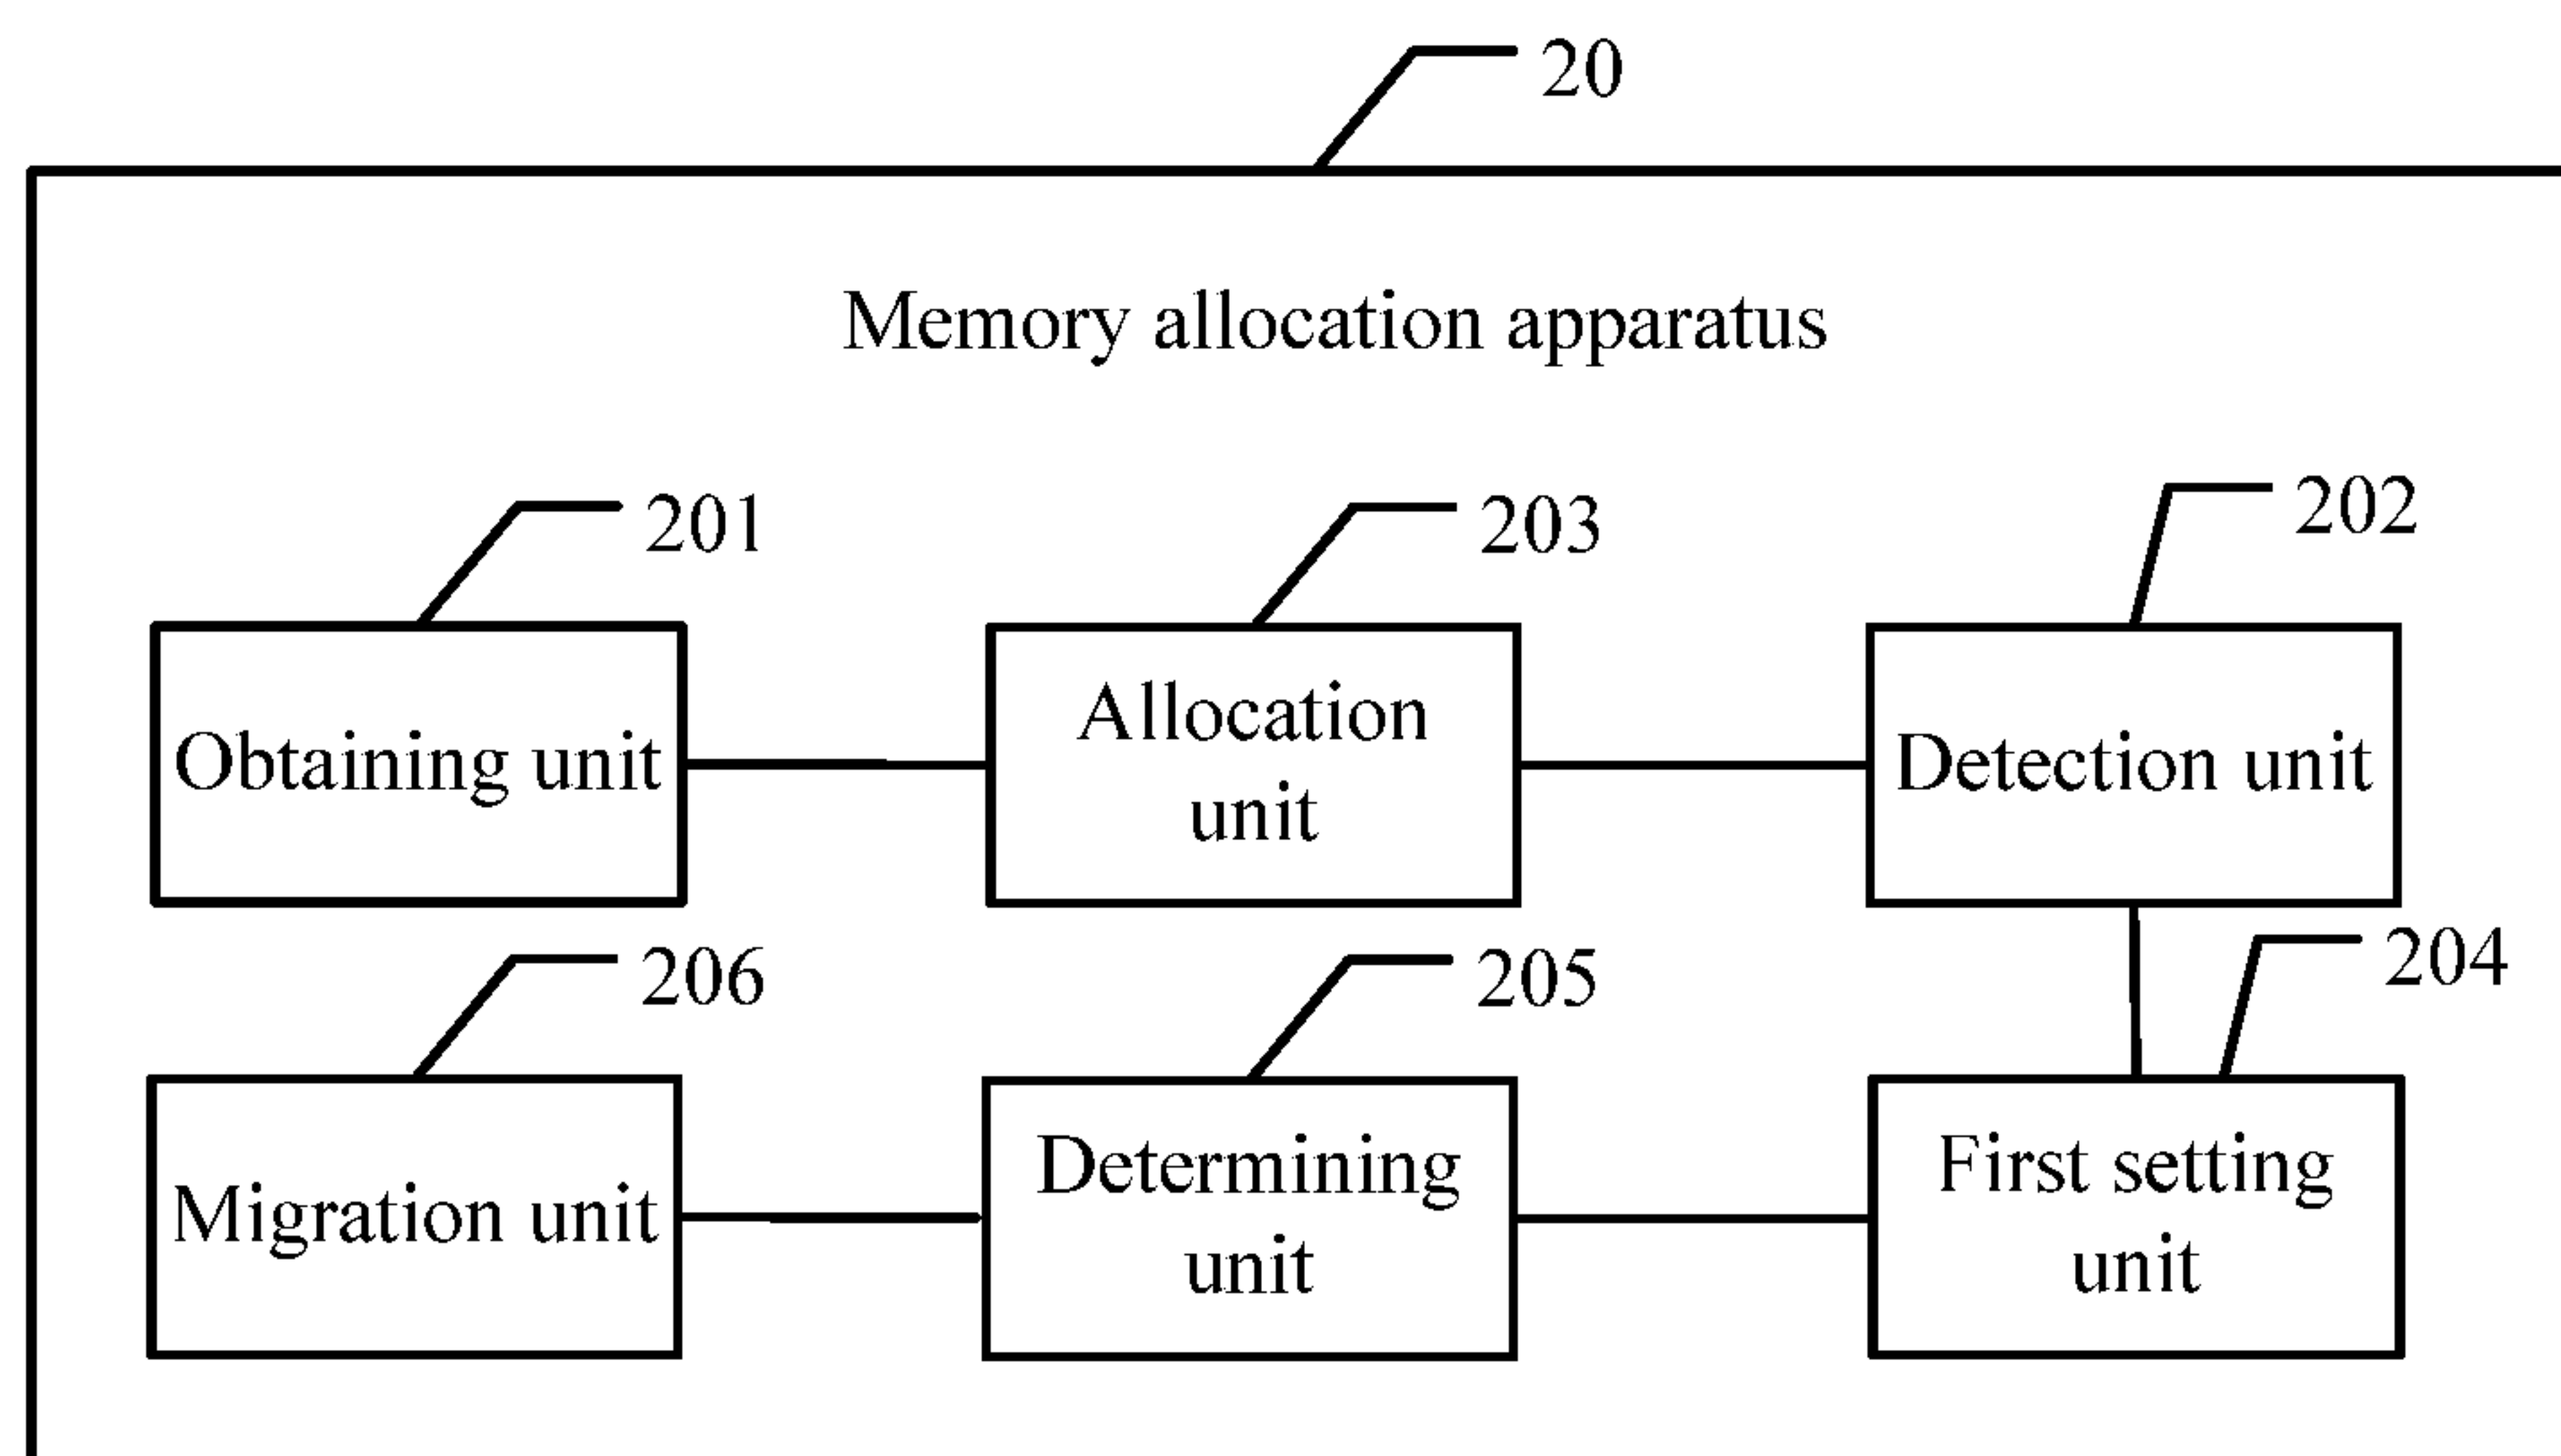 20
Memory allocation apparatus
201
203
202
Obtaining unit
Allocation
unit
Detection unit
206
205
204
Migration unit
Determining
unit
First setting
unit